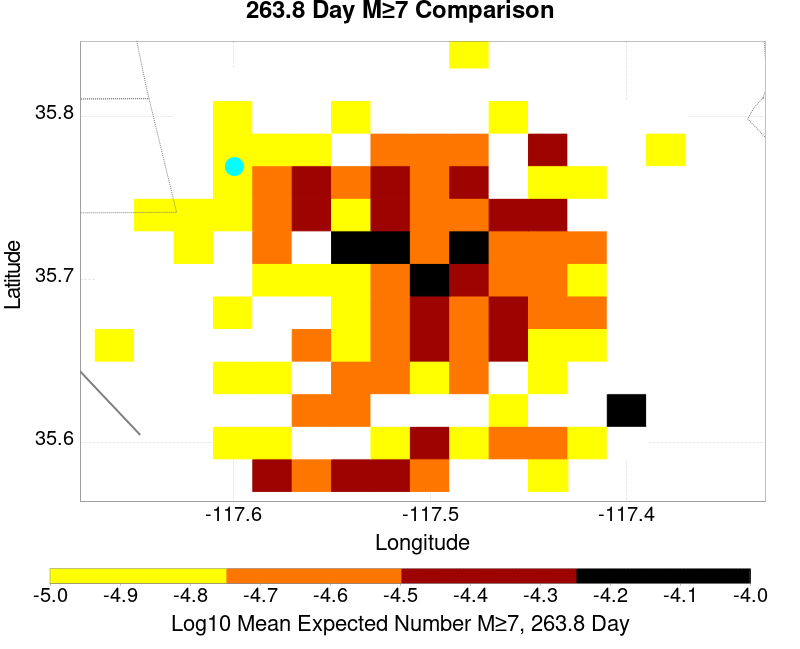 263.8 Day M≥7 Comparison
35.8
35.7
35.6
Latitude
-117.6 -117.5 -117.4
Longitude
-5.0 -4.9 -4.8 -4.7 -4.6 -4.5 -4.4 -4.3 -4.2 -4.1 -4.0
Log10 Mean Expected Number M≥7, 263.8 Day